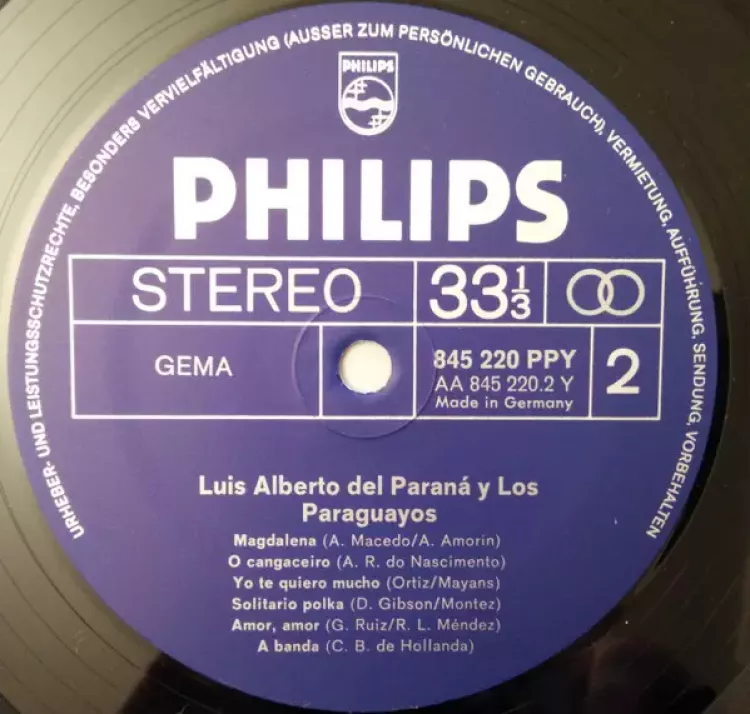 URHEBER- UND LEISTUNGSSCHUTZRECHTE, BESONDERS VERVIELFÄLTIGUNG (AUSSER ZUM PERSÖNLICHEN GEBRAUCH), VERMIETUNG, AUFFÜHRUNG, SENDUNG, VORBEHALTEN
PHILIPS
PHILIPS
STEREO 33 1/3
GEMA
845 220 PPY
AA 845 220.2 Y
Made in Germany
2
Luis Alberto del Paraná y Los
Paraguayos
Magdalena (A. Macedo/A. Amorin)
O cangaceiro (A. R. do Nascimento)
Yo te quiero mucho (Ortiz/Mayans)
Solitario polka (D. Gibson/Montez)
Amor, amor (G. Ruiz/R. L. Méndez)
A banda (C. B. de Hollanda)